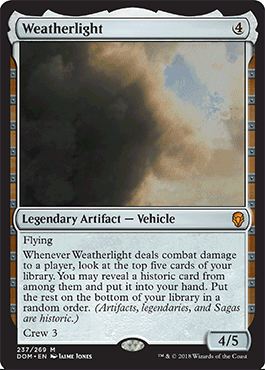 Weatherlight 4
Legendary Artifact — Vehicle
Flying
Whenever Weatherlight deals combat damage
to a player, look at the top five cards of
your library. You may reveal a historic card from
among them and put it into your hand. Put
the rest on the bottom of your library in a
random order. (Artifacts, legendaries, and Sagas
are historic.)
Crew 3
4/5
237/269 M
DOM • EN Jaime Jones
™ & © 2018 Wizards of the Coast